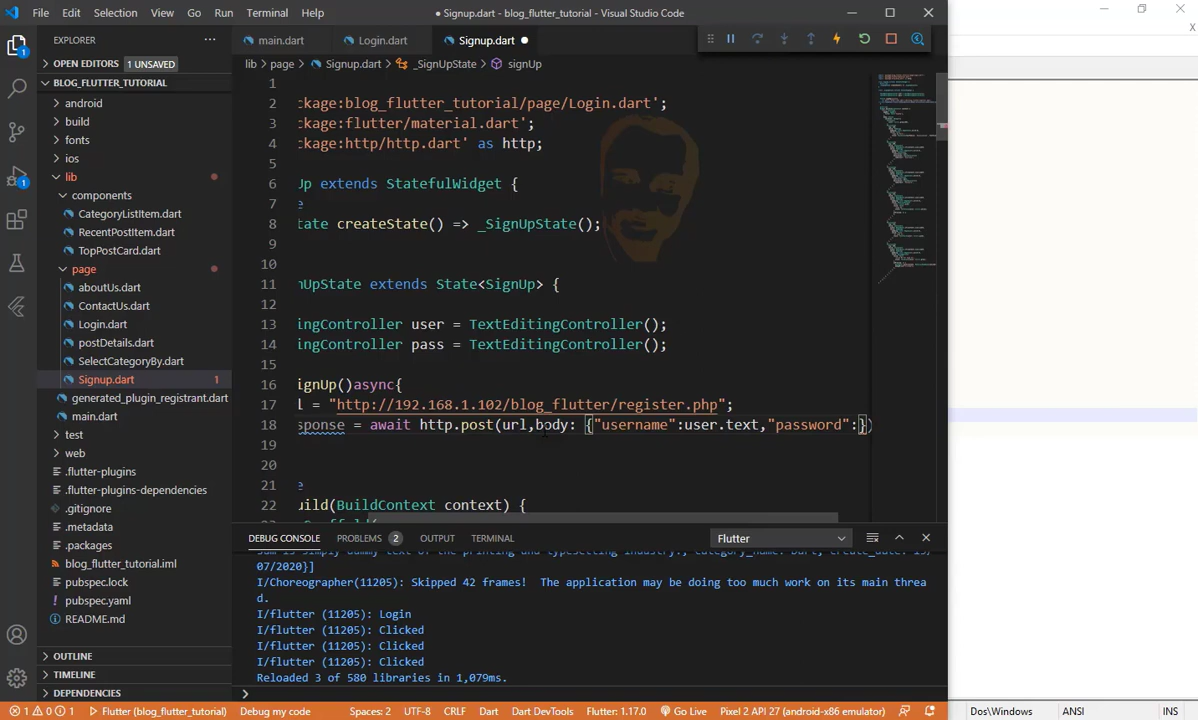 File Edit Selection View Go Run Terminal Help
● Signup.dart - blog_flutter_tutorial - Visual Studio Code
EXPLORER
main.dart Login.dart Signup.dart
OPEN EDITORS 1 UNSAVED
lib > page > Signup.dart > _SignUpState > signUp
BLOG_FLUTTER_TUTORIAL
android
build
fonts
ios
lib
components
CategoryListItem.dart
RecentPostItem.dart
TopPostCard.dart
page
aboutUs.dart
ContactUs.dart
Login.dart
postDetails.dart
SelectCategoryBy.dart
Signup.dart 1
generated_plugin_registrant.dart
main.dart
test
web
.flutter-plugins
.flutter-plugins-dependencies
.gitignore
.metadata
.packages
blog_flutter_tutorial.iml
pubspec.lock
pubspec.yaml
README.md
OUTLINE
TIMELINE
DEPENDENCIES
1
2 ckage:blog_flutter_tutorial/page/Login.dart';
3 ckage:flutter/material.dart';
4 ckage:http/http.dart' as http;
5
6 Up extends StatefulWidget {
7 e
8 tate createState() => _SignUpState();
9
10
11 nUpState extends State<SignUp> {
12
13 ingController user = TextEditingController();
14 ingController pass = TextEditingController();
15
16 ignUp()async{
17 l = "http://192.168.1.102/blog_flutter/register.php";
18 sponse = await http.post(url,body: {"username":user.text,"password":})
19
20
21 e
22 uild(BuildContext context) {
DEBUG CONSOLE PROBLEMS 2 OUTPUT TERMINAL Flutter
07/2020}]
I/Choreographer(11205): Skipped 42 frames!  The application may be doing too much work on its main threa
d.
I/flutter (11205): Login
I/flutter (11205): Clicked
I/flutter (11205): Clicked
I/flutter (11205): Clicked
Reloaded 3 of 580 libraries in 1,079ms.
1 0 1 Flutter (blog_flutter_tutorial) Debug my code Spaces: 2 UTF-8 CRLF Dart Dart DevTools Flutter: 1.17.0 Go Live Pixel 2 API 27 (android-x86 emulator)
Dos\Windows ANSI INS